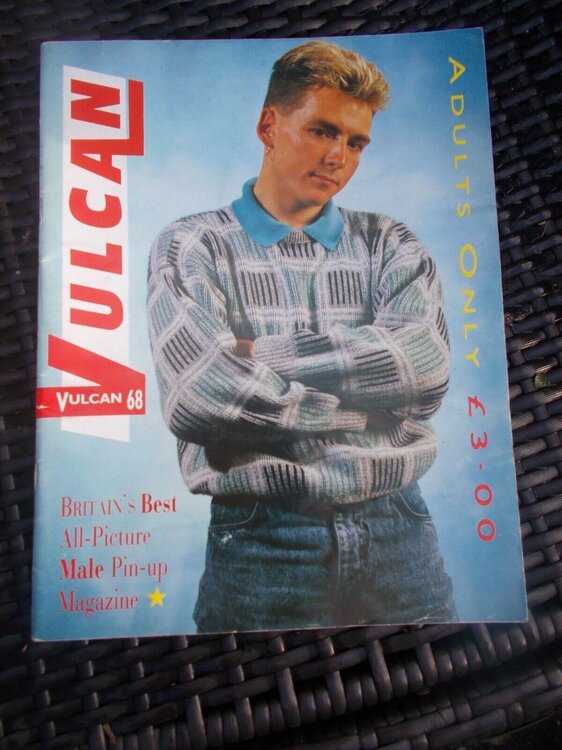 VULCAN
VULCAN 68
BRITAIN'S Best
All-Picture
Male Pin-up
Magazine
ADULTS ONLY £3·00